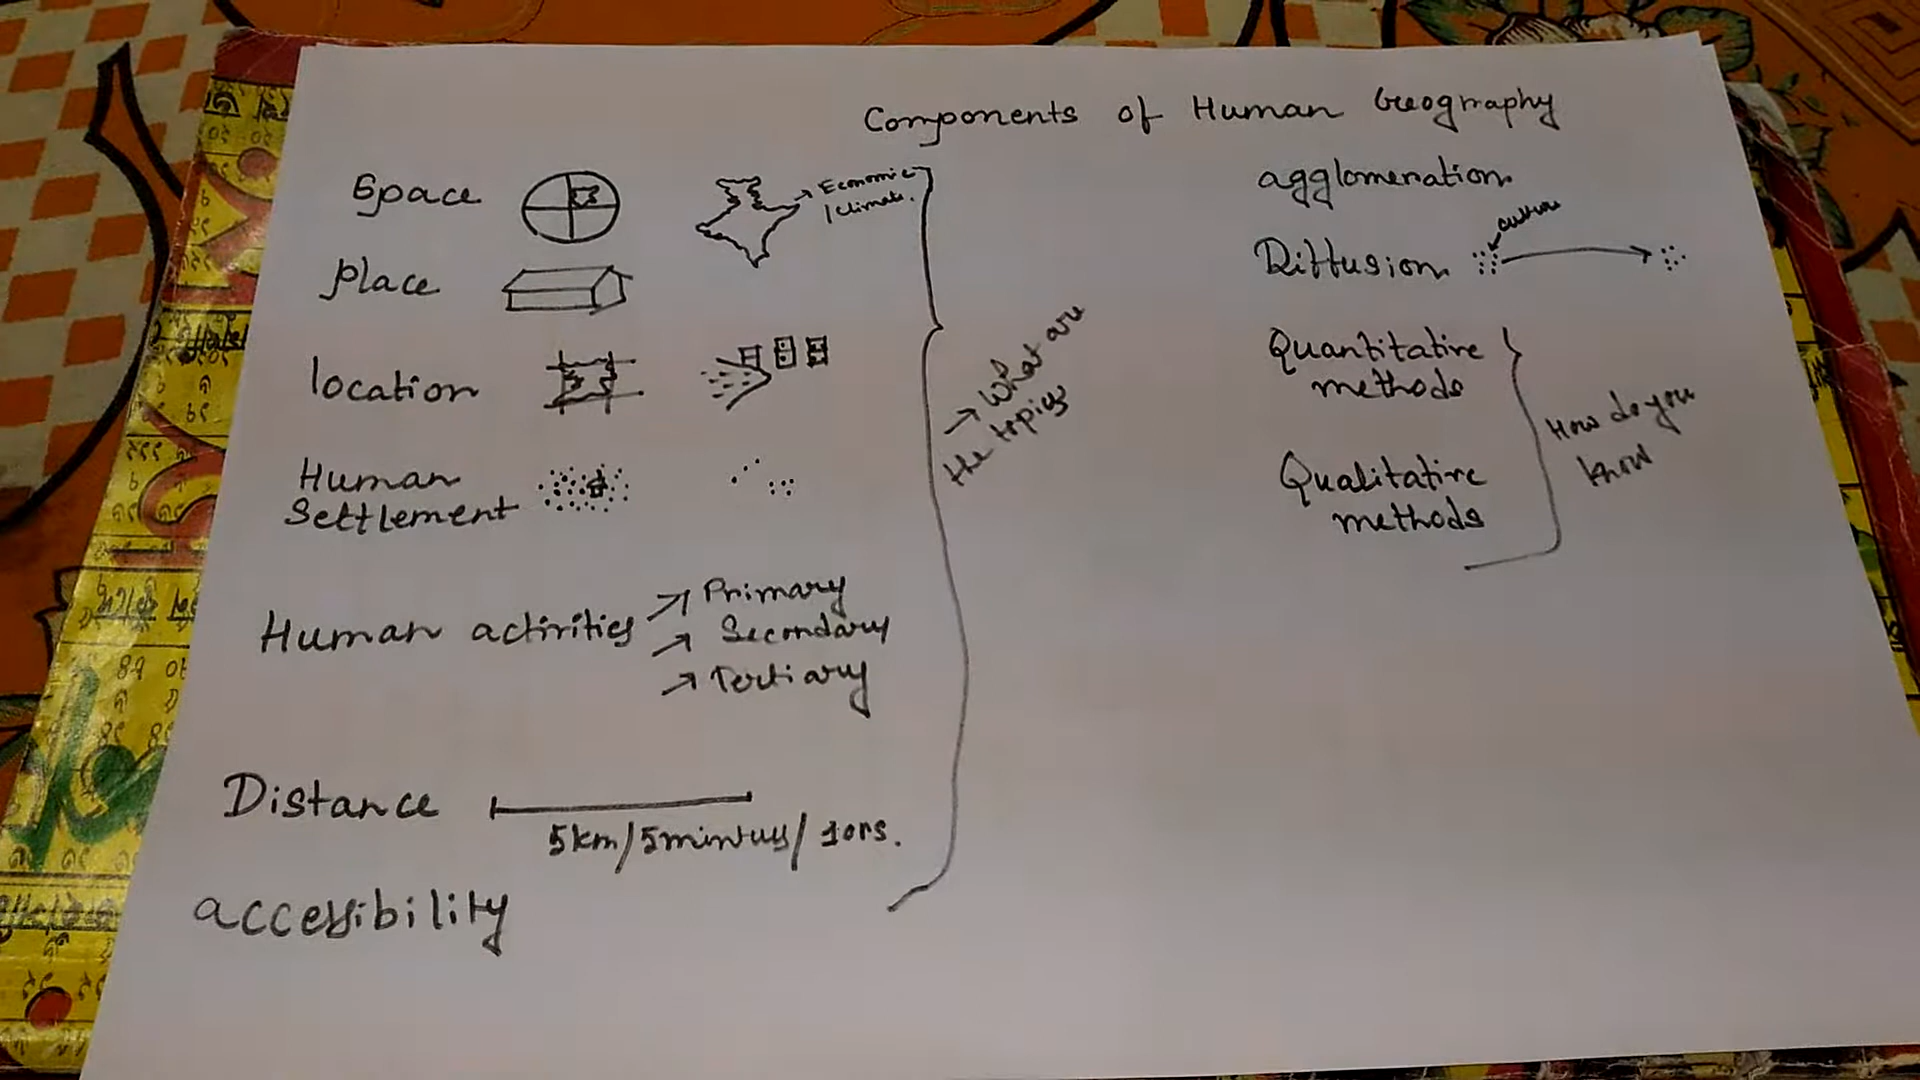 Components of Human Geography
Space
Economic
/climate.
Place
location
Human
Settlement
Human activities
Primary
Secondary
Tertiary
Distance
5km/5minutes/10rs.
accessibility
→ What are
the topics
agglomeration
culture
Diffusion
Quantitative
methods
Qualitative
methods
How do you
know